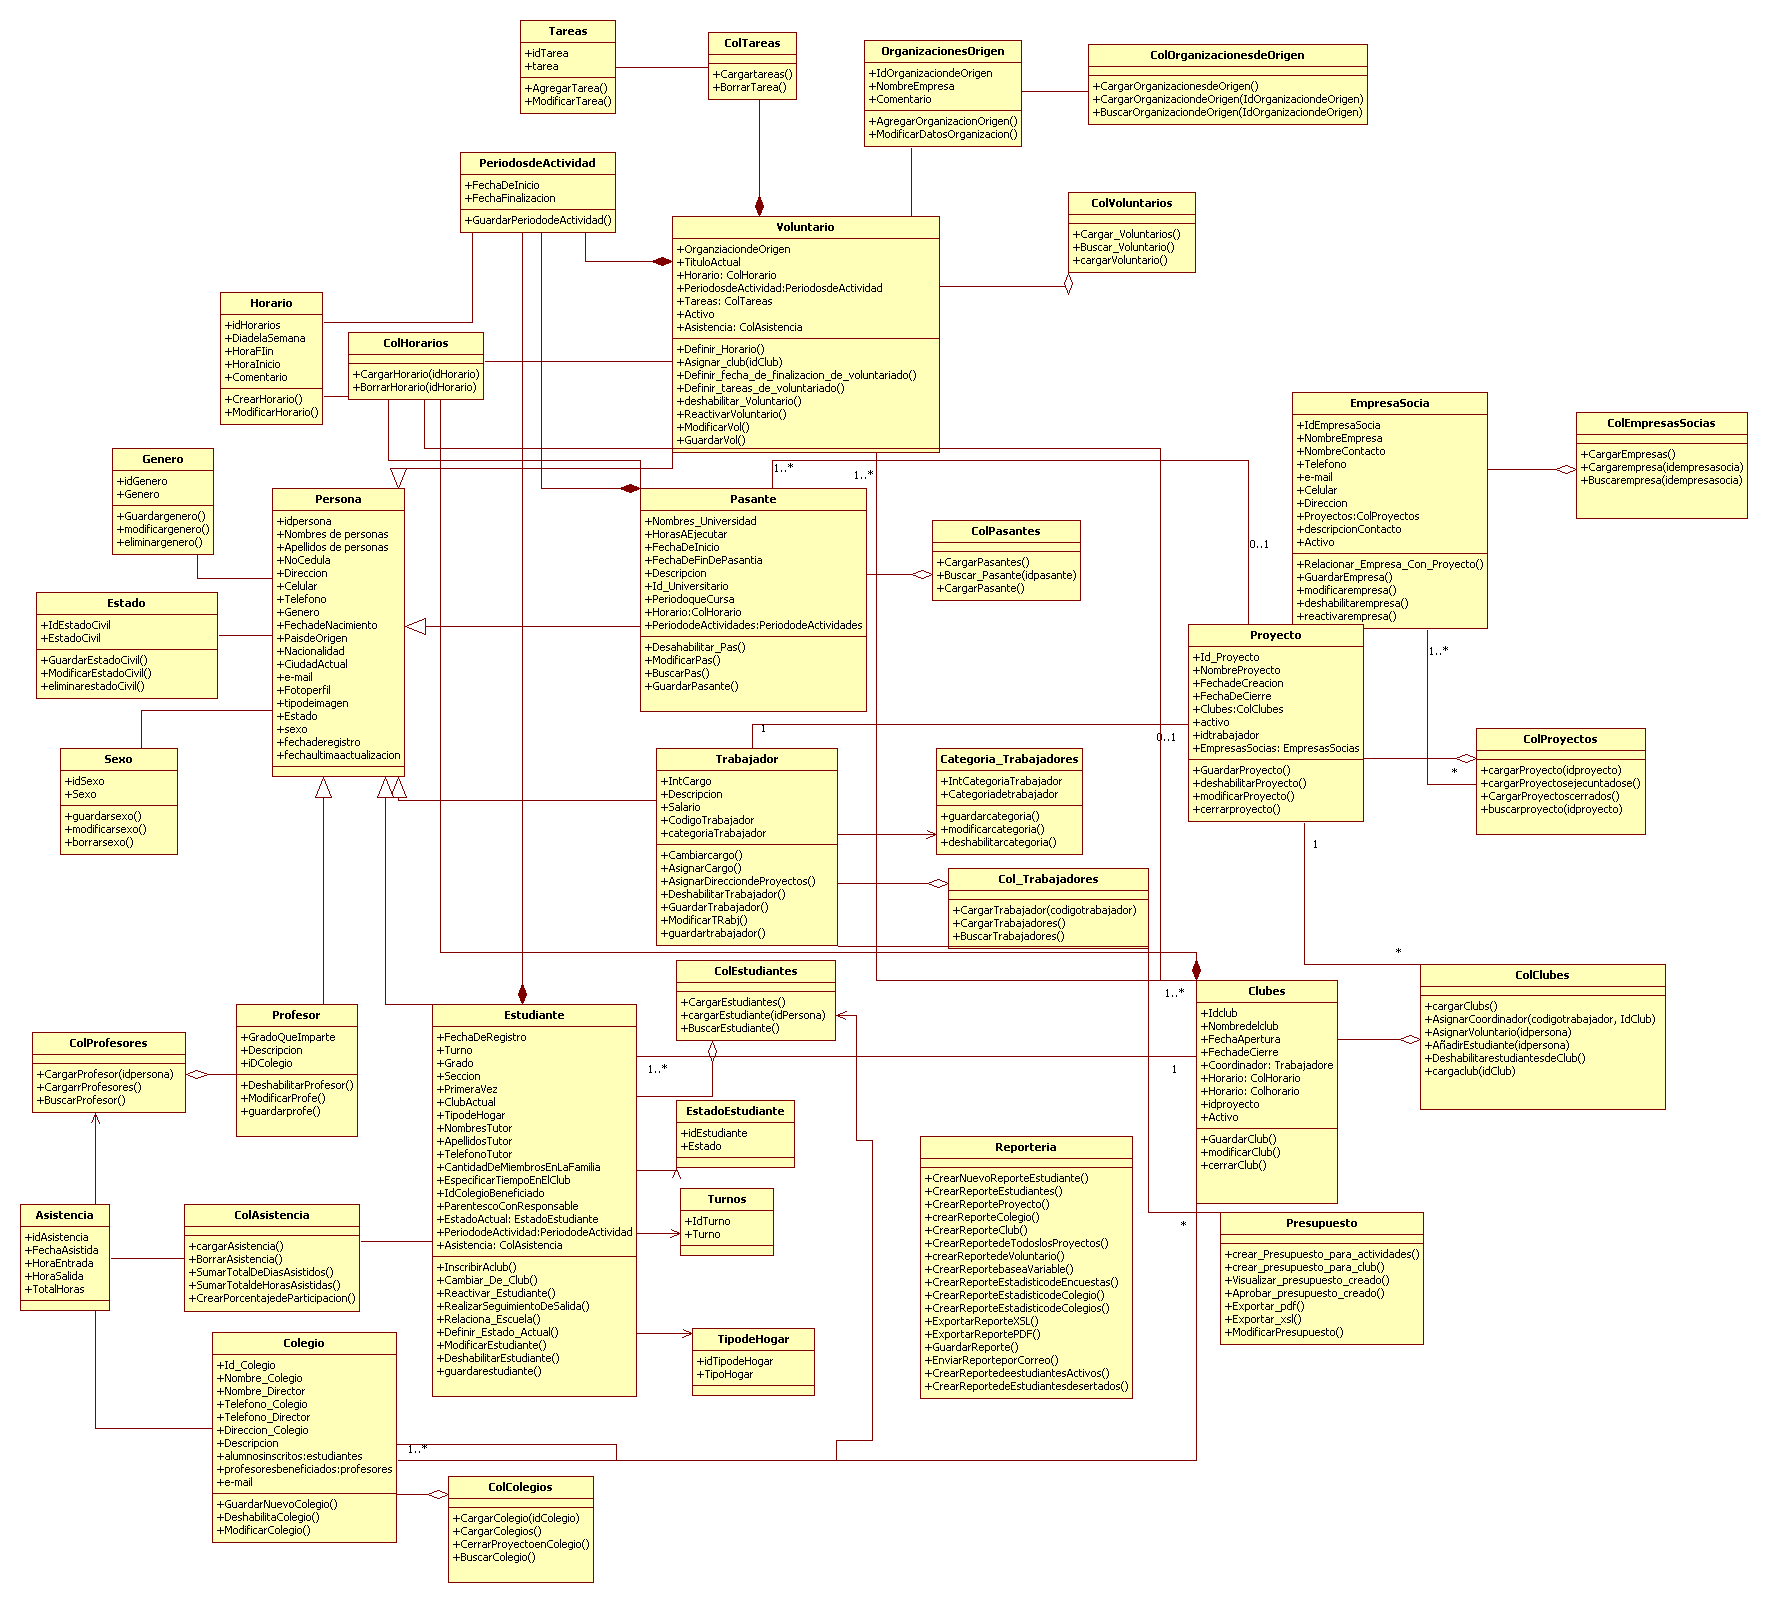 Tareas
+idTarea
+tarea
+AgregarTarea()
+ModificarTarea()
ColTareas
+Cargartareas()
+BorrarTarea()
OrganizacionesOrigen
+IdOrganizaciondeOrigen
+NombreEmpresa
+Comentario
+AgregarOrganizacionOrigen()
+ModificarDatosOrganizacion()
ColOrganizacionesdeOrigen
+CargarOrganizacionesdeOrigen()
+CargarOrganizaciondeOrigen(IdOrganizaciondeOrigen)
+BuscarOrganizaciondeOrigen(IdOrganizaciondeOrigen)
PeriodosdeActividad
+FechaDeInicio
+FechaFinalizacion
+GuardarPeriododeActividad()
Voluntario
+OrganziaciondeOrigen
+TituloActual
+Horario: ColHorario
+PeriodosdeActividad:PeriodosdeActividad
+Tareas: ColTareas
+Activo
+Asistencia: ColAsistencia
+Definir_Horario()
+Asignar_club(idClub)
+Definir_fecha_de_finalizacion_de_voluntariado()
+Definir_tareas_de_voluntariado()
+deshabilitar_Voluntario()
+ReactivarVoluntario()
+ModificarVol()
+GuardarVol()
ColVoluntarios
+Cargar_Voluntarios()
+Buscar_Voluntario()
+cargarVoluntario()
Horario
+idHorarios
+DiadelaSemana
+HoraFIin
+HoraInicio
+Comentario
+CrearHorario()
+ModificarHorario()
ColHorarios
+CargarHorario(idHorario)
+BorrarHorario(idHorario)
EmpresaSocia
+IdEmpresaSocia
+NombreEmpresa
+NombreContacto
+Telefono
+e-mail
+Celular
+Direccion
+Proyectos:ColProyectos
+descripcionContacto
+Activo
+Relacionar_Empresa_Con_Proyecto()
+GuardarEmpresa()
+modificarempresa()
+deshabilitarempresa()
+reactivarempresa()
ColEmpresasSocias
+CargarEmpresas()
+Cargarempresa(idempresasocia)
+Buscarempresa(idempresasocia)
Genero
+idGenero
+Genero
+Guardargenero()
+modificargenero()
+eliminargenero()
Persona
+idpersona
+Nombres de personas
+Apellidos de personas
+NoCedula
+Direccion
+Celular
+Telefono
+Genero
+FechadeNacimiento
+PaisdeOrigen
+Nacionalidad
+CiudadActual
+e-mail
+Fotoperfil
+tipodeimagen
+Estado
+sexo
+fechaderegistro
+fechaultimaactualizacion
1..*
1..*
Pasante
+Nombres_Universidad
+HorasAEjecutar
+FechaDeInicio
+FechaDeFinDePasantia
+Descripcion
+Id_Universitario
+PeriodoqueCursa
+Horario:ColHorario
+PeriododeActividades:PeriododeActividades
+Desahabilitar_Pas()
+ModificarPas()
+BuscarPas()
+GuardarPasante()
ColPasantes
+CargarPasantes()
+Buscar_Pasante(idpasante)
+CargarPasante()
0..1
Estado
+IdEstadoCivil
+EstadoCivil
+GuardarEstadoCivil()
+ModificarEstadoCivil()
+eliminarestadoCivil()
Proyecto
+Id_Proyecto
+NombreProyecto
+FechadeCreacion
+FechaDeCierre
+Clubes:ColClubes
+activo
+idtrabajador
+EmpresasSocias: EmpresasSocias
+GuardarProyecto()
+deshabilitarProyecto()
+modificarProyecto()
+cerrarproyecto()
1..*
*
1
0..1
1
*
ColProyectos
+cargarProyecto(idproyecto)
+cargarProyectosejecuntadose()
+CargarProyectoscerrados()
+buscarproyecto(idproyecto)
Sexo
+idSexo
+Sexo
+guardarsexo()
+modificarsexo()
+borrarsexo()
Trabajador
+IntCargo
+Descripcion
+Salario
+CodigoTrabajador
+categoriaTrabajador
+Cambiarcargo()
+AsignarCargo()
+AsignarDirecciondeProyectos()
+DeshabilitarTrabajador()
+GuardarTrabajador()
+ModificarTRabj()
+guardartrabajador()
Categoria_Trabajadores
+IntCategoriaTrabajador
+Categoriadetrabajador
+guardarcategoria()
+modificarcategoria()
+deshabilitarcategoria()
Col_Trabajadores
+CargarTrabajador(codigotrabajador)
+CargarTrabajadores()
+BuscarTrabajadores()
ColEstudiantes
+CargarEstudiantes()
+cargarEstudiante(idPersona)
+BuscarEstudiante()
1..*
Clubes
+Idclub
+Nombredelclub
+FechaApertura
+FechadeCierre
+Coordinador: Trabajadore
+Horario: ColHorario
+Horario: Colhorario
+idproyecto
+Activo
+GuardarClub()
+modificarClub()
+cerrarClub()
ColClubes
+cargarClubs()
+AsignarCoordinador(codigotrabajador, IdClub)
+AsignarVoluntario(idpersona)
+AñadirEstudiante(idpersona)
+DeshabilitarestudiantesdeClub()
+cargaclub(idClub)
ColProfesores
+CargarProfesor(idpersona)
+CargarrProfesores()
+BuscarProfesor()
Profesor
+GradoQueImparte
+Descripcion
+iDColegio
+DeshabilitarProfesor()
+ModificarProfe()
+guardarprofe()
Estudiante
+FechaDeRegistro
+Turno
+Grado
+Seccion
+PrimeraVez
+ClubActual
+TipodeHogar
+NombresTutor
+ApellidosTutor
+TelefonoTutor
+CantidadDeMiembrosEnLaFamilia
+EspecificarTiempoEnElClub
+IdColegioBeneficiado
+ParentescoConResponsable
+EstadoActual: EstadoEstudiante
+PeriododeActividad:PeriododeActividad
+Asistencia: ColAsistencia
+InscribirAclub()
+Cambiar_De_Club()
+Reactivar_Estudiante()
+RealizarSeguimientoDeSalida()
+Relaciona_Escuela()
+Definir_Estado_Actual()
+ModificarEstudiante()
+DeshabilitarEstudiante()
+guardarestudiante()
1..*
1
EstadoEstudiante
+idEstudiante
+Estado
Turnos
+IdTurno
+Turno
TipodeHogar
+idTipodeHogar
+TipoHogar
Reporteria
+CrearNuevoReporteEstudiante()
+CrearReporteEstudiantes()
+CrearReporteProyecto()
+crearReporteColegio()
+CrearReporteClub()
+CrearReportedeTodoslosProyectos()
+crearReportedeVoluntario()
+CrearReportebaseaVariable()
+CrearReporteEstadisticodeEncuestas()
+CrearReporteEstadisticodeColegio()
+CrearReporteEstadisticodeColegios()
+ExportarReporteXSL()
+ExportarReportePDF()
+GuardarReporte()
+EnviarReporteporCorreo()
+CrearReportedeestudiantesActivos()
+CrearReportedeEstudiantesdesertados()
*
Presupuesto
+crear_Presupuesto_para_actividades()
+crear_presupuesto_para_club()
+Visualizar_presupuesto_creado()
+Aprobar_presupuesto_creado()
+Exportar_pdf()
+Exportar_xsl()
+ModificarPresupuesto()
Asistencia
+idAsistencia
+FechaAsistida
+HoraEntrada
+HoraSalida
+TotalHoras
ColAsistencia
+cargarAsistencia()
+BorrarAsistencia()
+SumarTotalDeDiasAsistidos()
+SumarTotaldeHorasAsistidas()
+CrearPorcentajedeParticipacion()
Colegio
+Id_Colegio
+Nombre_Colegio
+Nombre_Director
+Telefono_Colegio
+Telefono_Director
+Direccion_Colegio
+Descripcion
+alumnosinscritos:estudiantes
+profesoresbeneficiados:profesores
+e-mail
+GuardarNuevoColegio()
+DeshabilitaColegio()
+ModificarColegio()
1..*
ColColegios
+CargarColegio(idColegio)
+CargarColegios()
+CerrarProyectoenColegio()
+BuscarColegio()